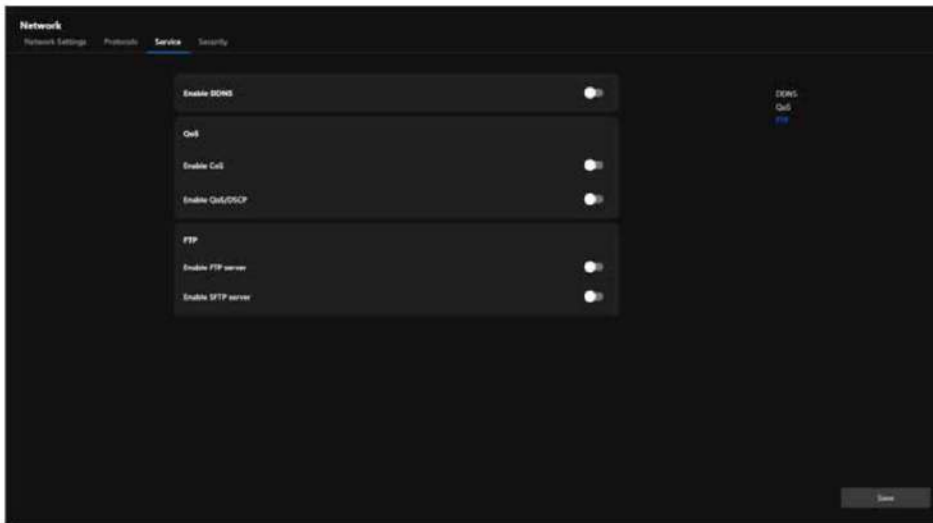 Network
Network Settings Protocols Service Security
Enable DDNS
QoS
Enable CoS
Enable QoS/DSCP
FTP
Enable FTP server
Enable SFTP server
DDNS
QoS
FTP
Save